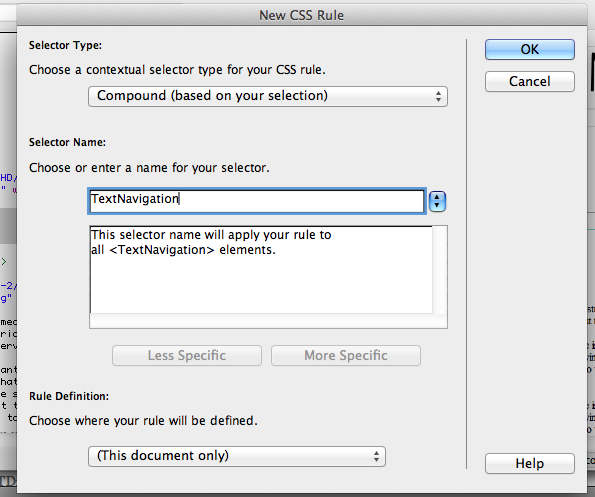 New CSS Rule
Selector Type:
Choose a contextual selector type for your CSS rule.
Compound (based on your selection)
OK
Cancel
Selector Name:
Choose or enter a name for your selector.
TextNavigation
This selector name will apply your rule to
all <TextNavigation> elements.
Less Specific
More Specific
Rule Definition:
Choose where your rule will be defined.
(This document only)
Help